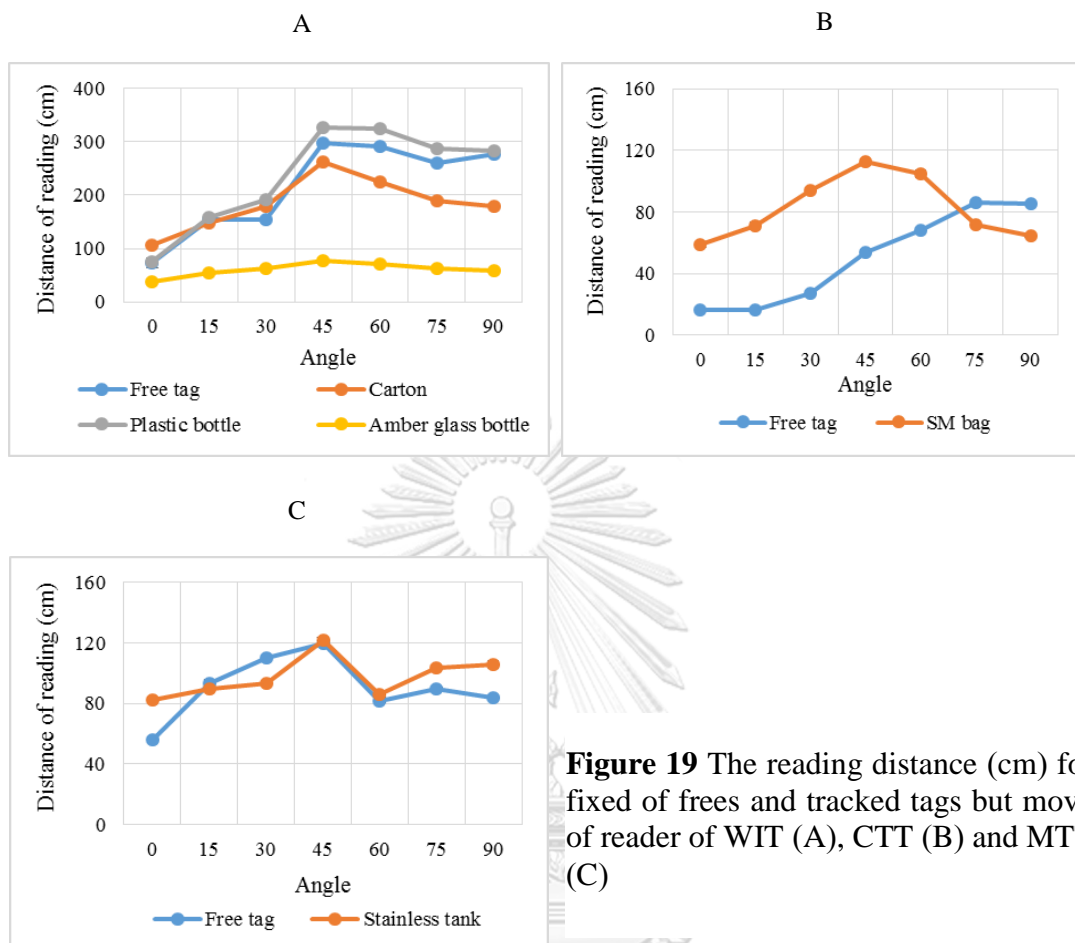 A
Distance of reading (cm)
400
300
200
100
0
0 15 30 45 60 75 90
Angle
Free tag Carton
Plastic bottle Amber glass bottle
B
Distance of reading (cm)
160
120
80
40
0
0 15 30 45 60 75 90
Angle
Free tag SM bag
C
Distance of reading (cm)
160
120
80
40
0
0 15 30 45 60 75 90
Angle
Free tag Stainless tank
Figure 19 The reading distance (cm)
fixed of frees and tracked tags but
of reader of WIT (A), CTT (B) and
(C)